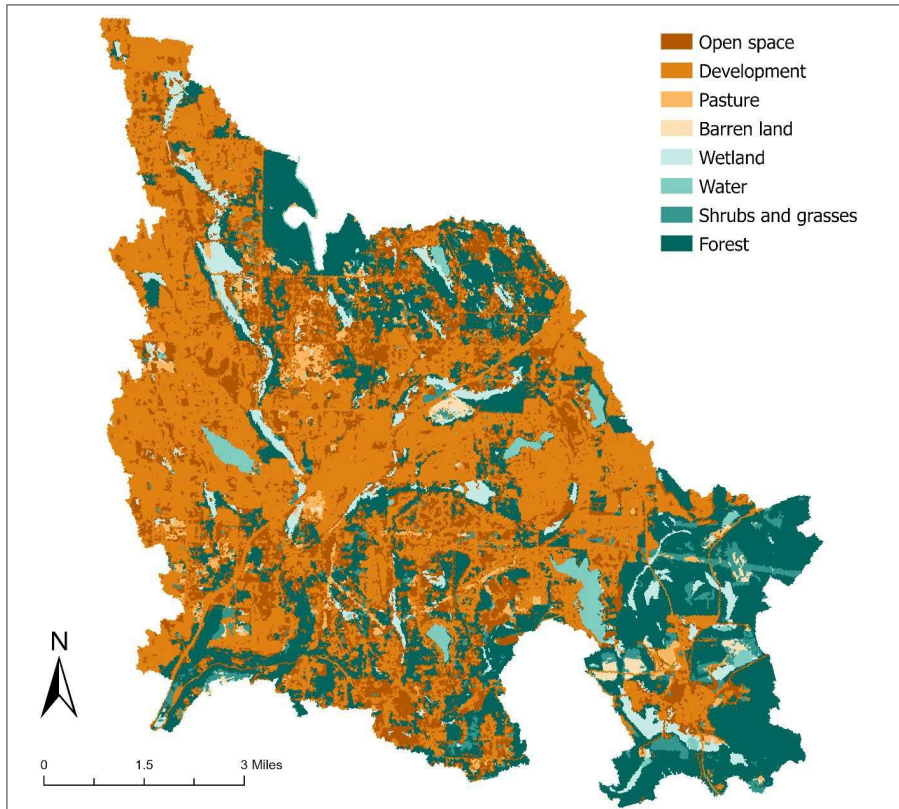 Open space
Development
Pasture
Barren land
Wetland
Water
Shrubs and grasses
Forest
N
0 1.5 3 Miles